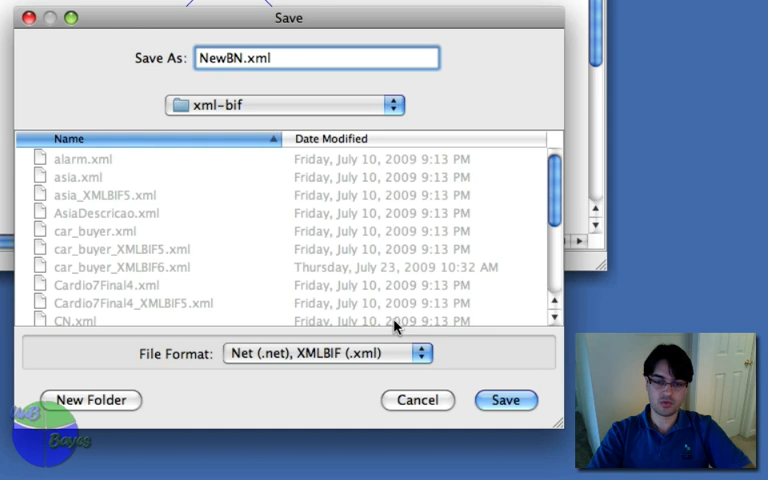 Save
Save As: NewBN.xml
xml-bif
Name Date Modified
alarm.xml Friday, July 10, 2009 9:13 PM
asia.xml Friday, July 10, 2009 9:13 PM
asia_XMLBIF5.xml Friday, July 10, 2009 9:13 PM
AsiaDescricao.xml Friday, July 10, 2009 9:13 PM
car_buyer.xml Friday, July 10, 2009 9:13 PM
car_buyer_XMLBIF5.xml Friday, July 10, 2009 9:13 PM
car_buyer_XMLBIF6.xml Thursday, July 23, 2009 10:32 AM
Cardio7Final4.xml Friday, July 10, 2009 9:13 PM
Cardio7Final4_XMLBIF5.xml Friday, July 10, 2009 9:13 PM
CN.xml Friday, July 10, 2009 9:13 PM
File Format: Net (.net), XMLBIF (.xml)
New Folder Cancel Save
Bayes